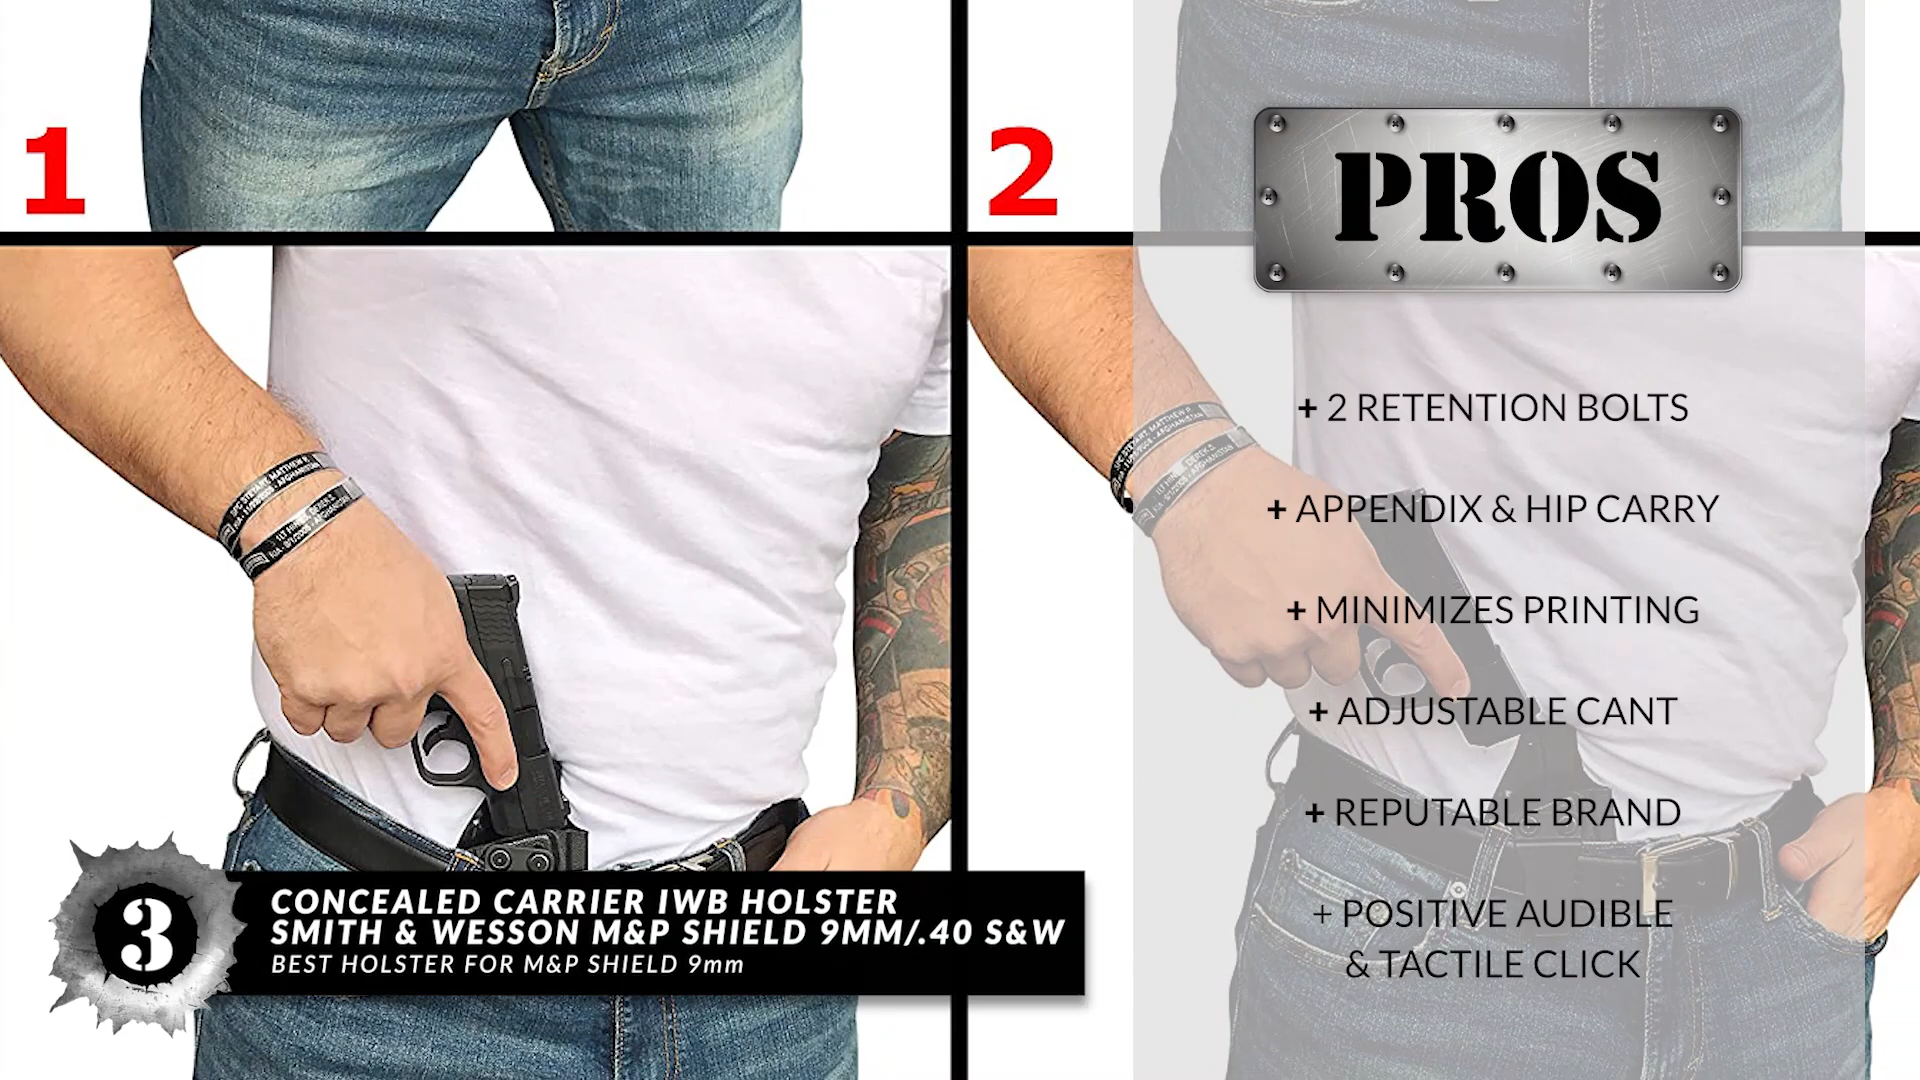 1
2
PROS
+ 2 RETENTION BOLTS
+ APPENDIX & HIP CARRY
+ MINIMIZES PRINTING
+ ADJUSTABLE CANT
+ REPUTABLE BRAND
+ POSITIVE AUDIBLE
& TACTILE CLICK
3
CONCEALED CARRIER IWB HOLSTER
SMITH & WESSON M&P SHIELD 9MM/.40 S&W
BEST HOLSTER FOR M&P SHIELD 9mm